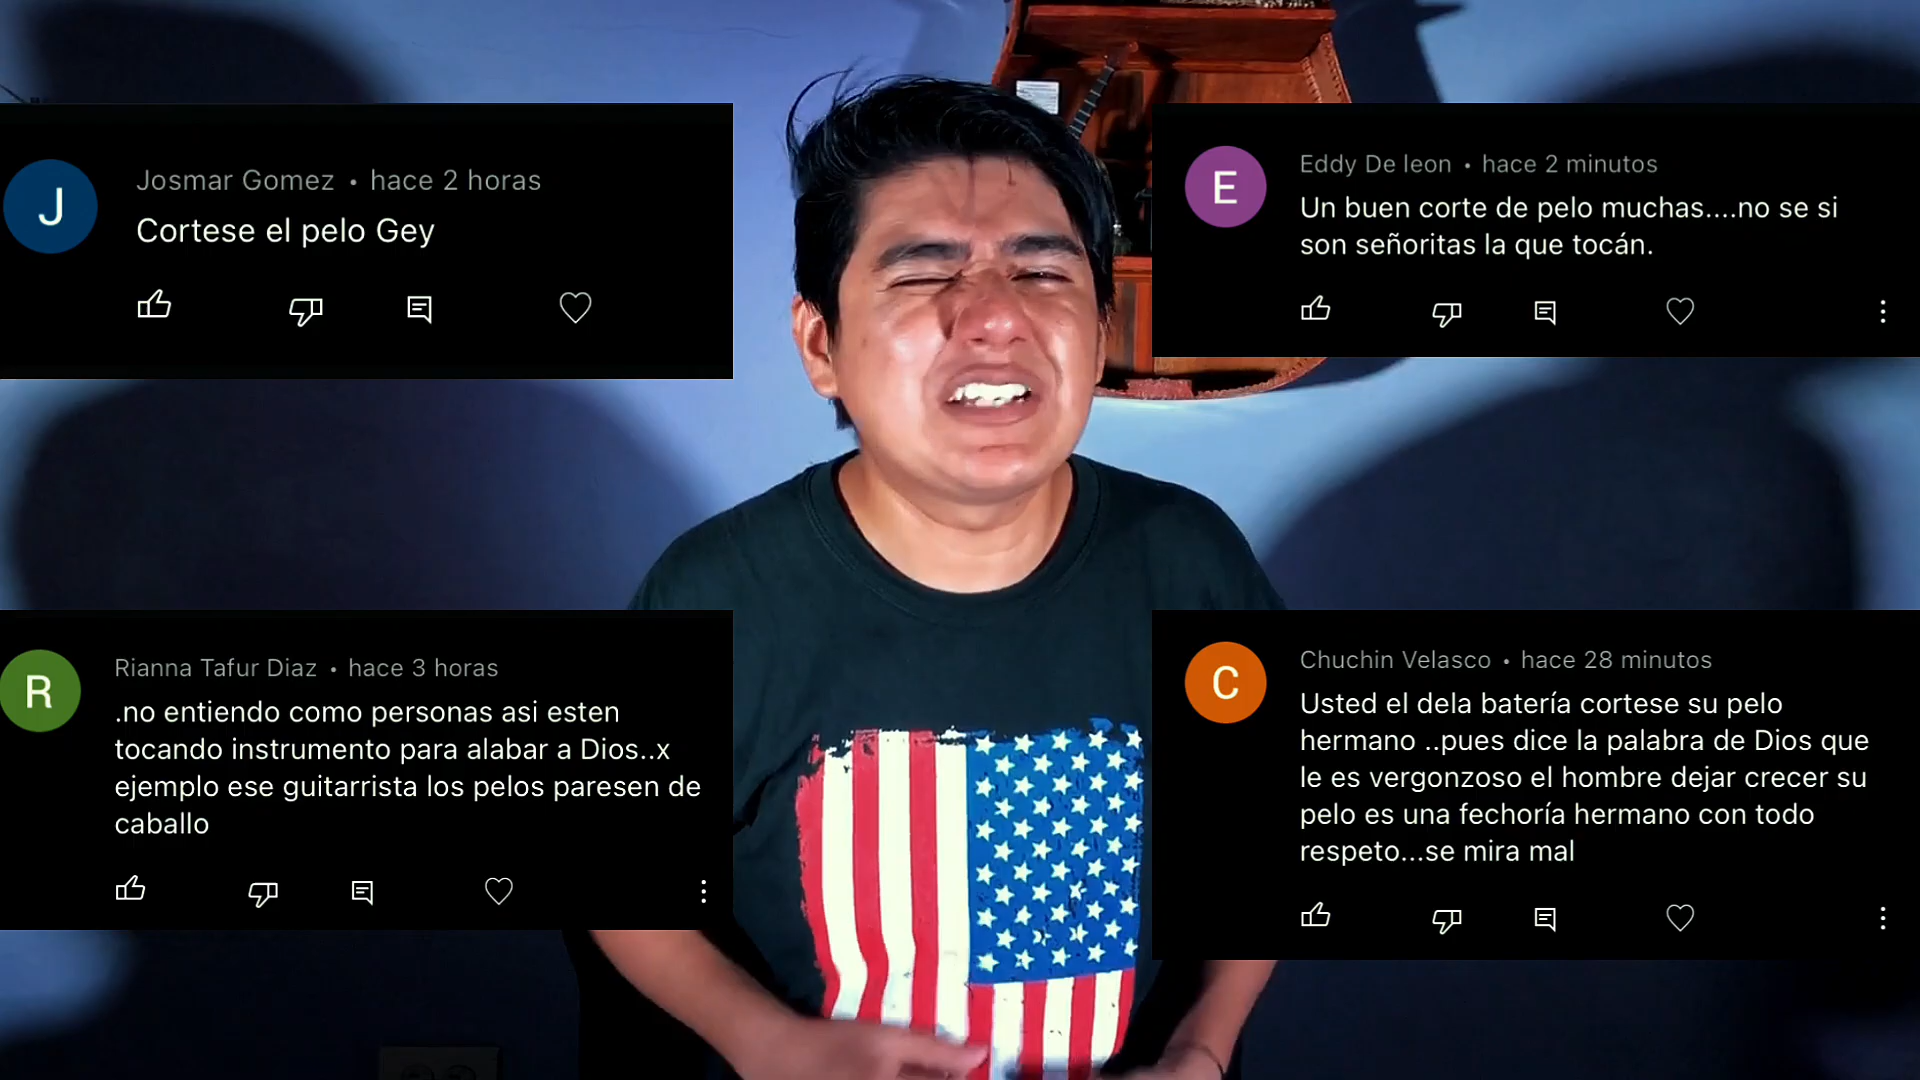 J
Josmar Gomez • hace 2 horas
Cortese el pelo Gey
E
Eddy De leon • hace 2 minutos
Un buen corte de pelo muchas....no se si
son señoritas la que tocán.
R
Rianna Tafur Diaz • hace 3 horas
.no entiendo como personas asi esten
tocando instrumento para alabar a Dios..x
ejemplo ese guitarrista los pelos paresen de
caballo
C
Chuchin Velasco • hace 28 minutos
Usted el dela batería cortese su pelo
hermano ..pues dice la palabra de Dios que
le es vergonzoso el hombre dejar crecer su
pelo es una fechoría hermano con todo
respeto...se mira mal